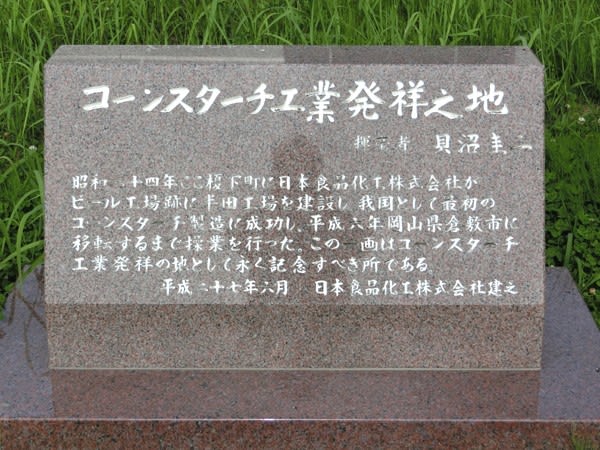 コーンスターチ工業発祥之地
揮毫者 貝沼圭二
昭和二十四年ここ榎下町に日本食品化工株式会社が
ビール工場跡に半田工場を建設し我国として最初の
コーンスターチ製造に成功し、平成六年岡山県倉敷市に
移転するまで操業を行った。この一画はコーンスターチ
工業発祥の地として永く記念すべき所である。
平成二十七年六月 日本食品化工株式会社建之